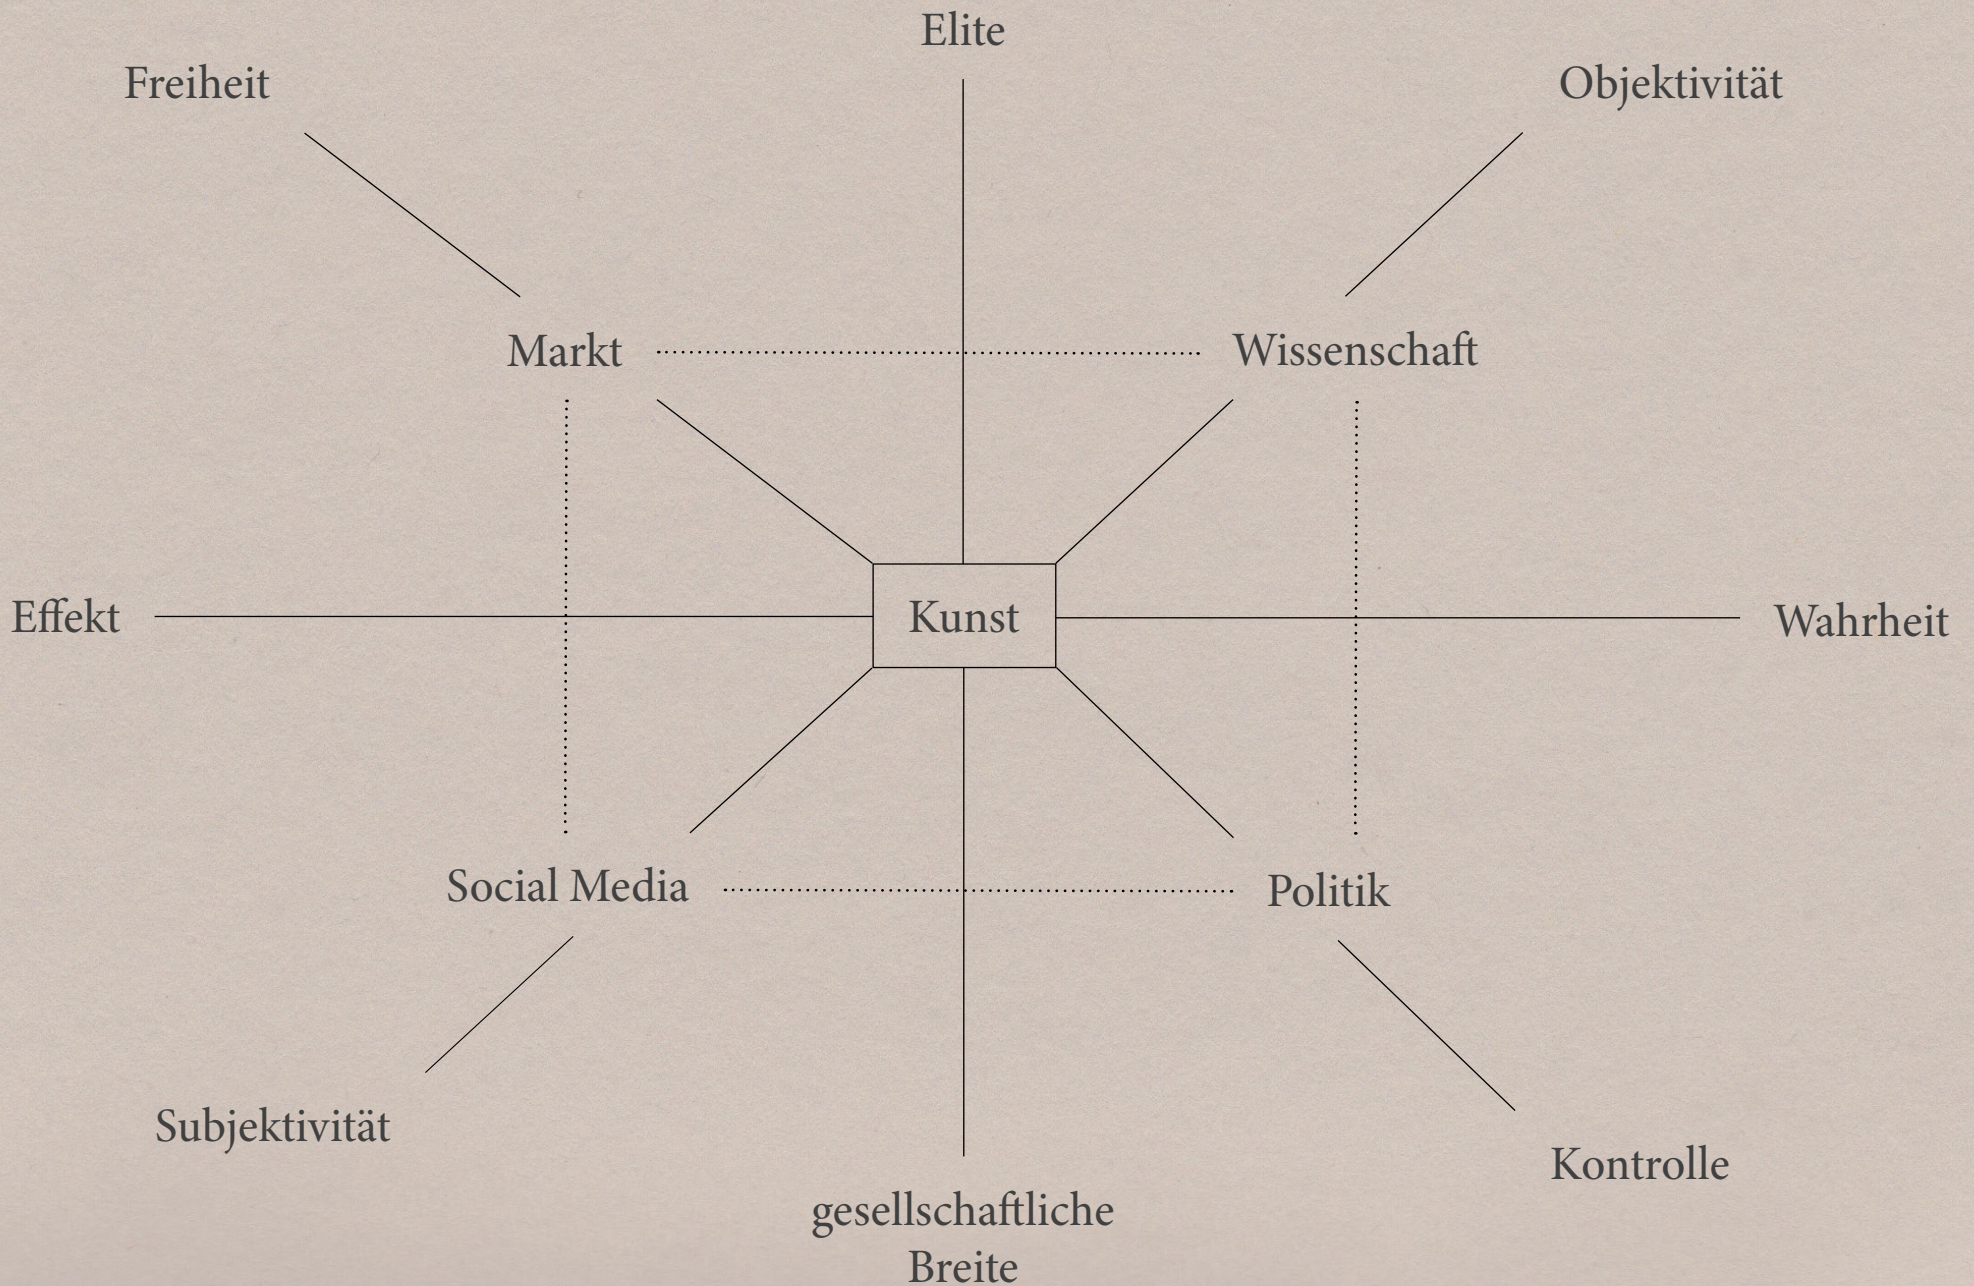 Elite
Freiheit
Objektivität
Markt
Wissenschaft
Effekt
Kunst
Wahrheit
Social Media
Politik
Subjektivität
Kontrolle
gesellschaftliche
Breite